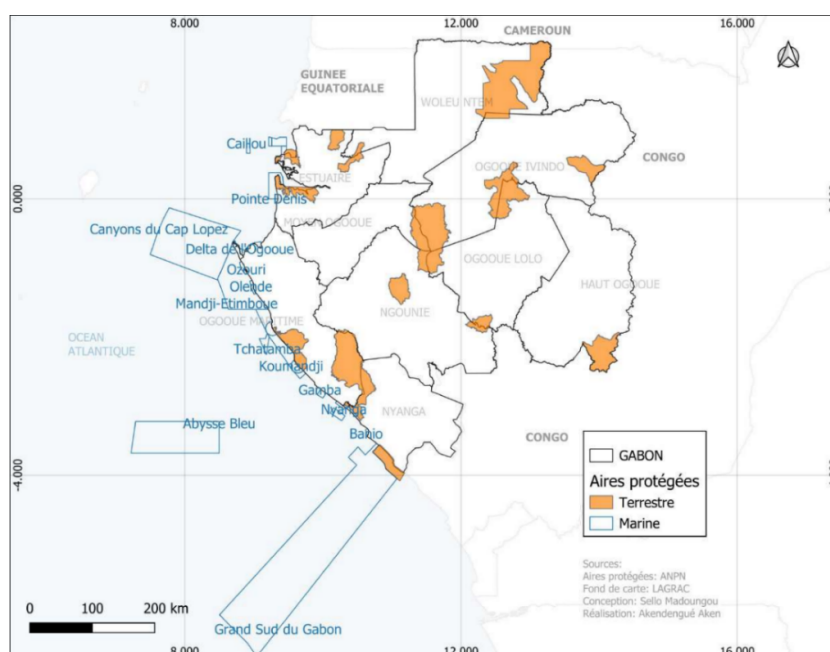 8.000 12.000 16.000
CAMEROUN
GUINEE
EQUATORIALE
WOLEU NTEM
Caillou
CONGO
OGOOUE IVINDO
ESTUAIRE
0.000
Pointe Denis
MOYEN OGOOUE
Canyons du Cap Lopez
Delta de l'Ogooue
OGOOUE LOLO
Ozouri
HAUT OGOOUE
Olende
Mandji-Etimboue
NGOUNIE
OGOOUE MARITIME
OCEAN
ATLANTIQUE
Tchatamba
Koumandji
Gamba
Nyanga
NYANGA
Abysse Bleu
Banio
CONGO
GABON
-4.000
Aires protégées
Terrestre
Marine
Sources:
Aires protégées: ANPN
Fond de carte: LAGRAC
Conception: Sello Madoungou
Réalisation: Akendengué Aken
0 100 200 km
Grand Sud du Gabon
8.000 12.000 16.000